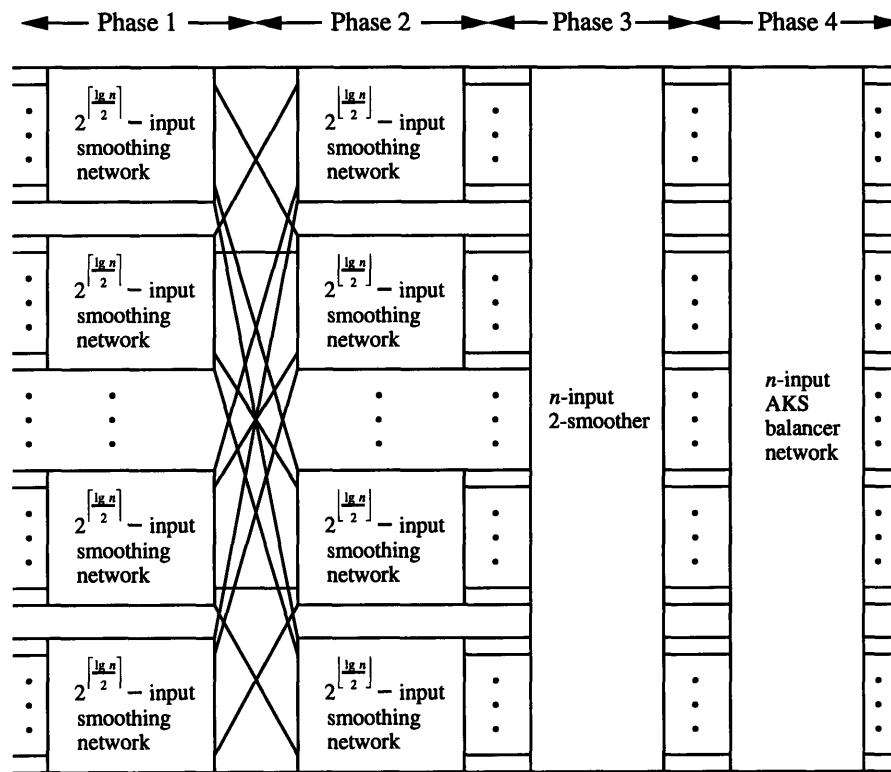 Phase 1 Phase 2 Phase 3 Phase 4
2^⌈lg n/2⌉ – input
smoothing
network
2^⌊lg n/2⌋ – input
smoothing
network
2^⌈lg n/2⌉ – input
smoothing
network
2^⌊lg n/2⌋ – input
smoothing
network
n-input
2-smoother
n-input
AKS
balancer
network
2^⌈lg n/2⌉ – input
smoothing
network
2^⌊lg n/2⌋ – input
smoothing
network
2^⌈lg n/2⌉ – input
smoothing
network
2^⌊lg n/2⌋ – input
smoothing
network